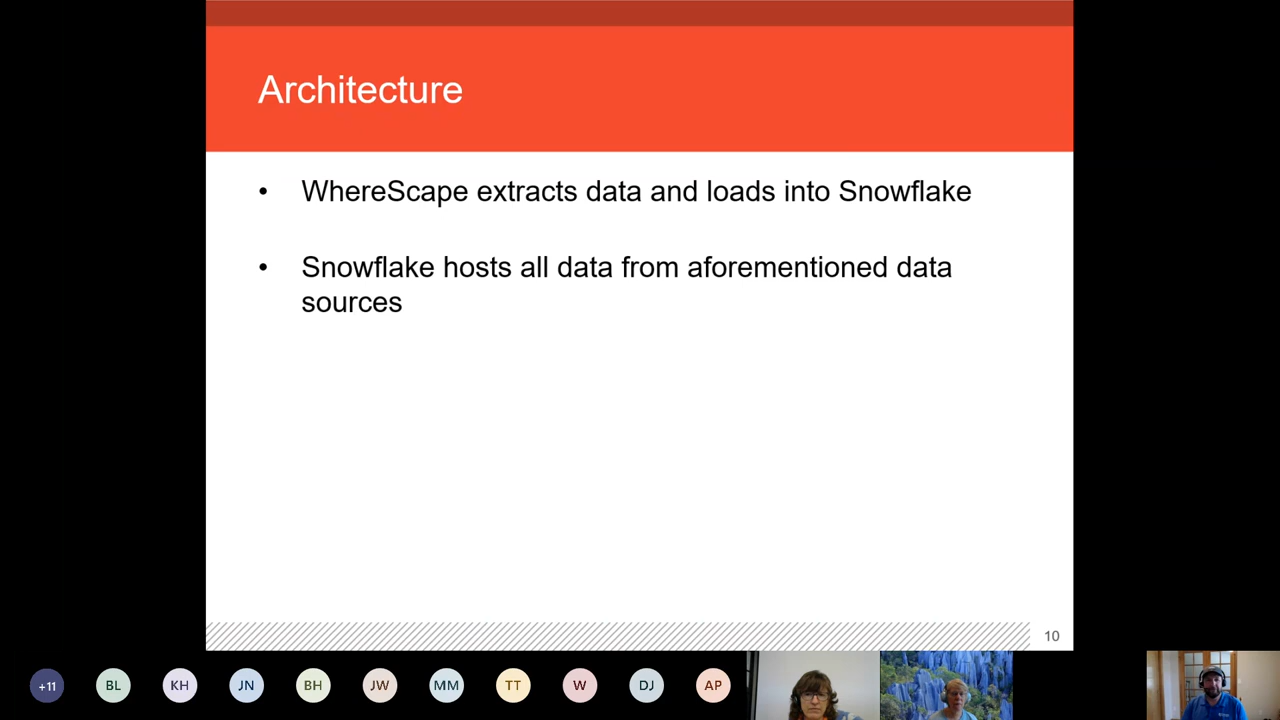 Architecture
• WhereScape extracts data and loads into Snowflake
• Snowflake hosts all data from aforementioned data
sources
10
+11 BL KH JN BH JW MM TT W DJ AP